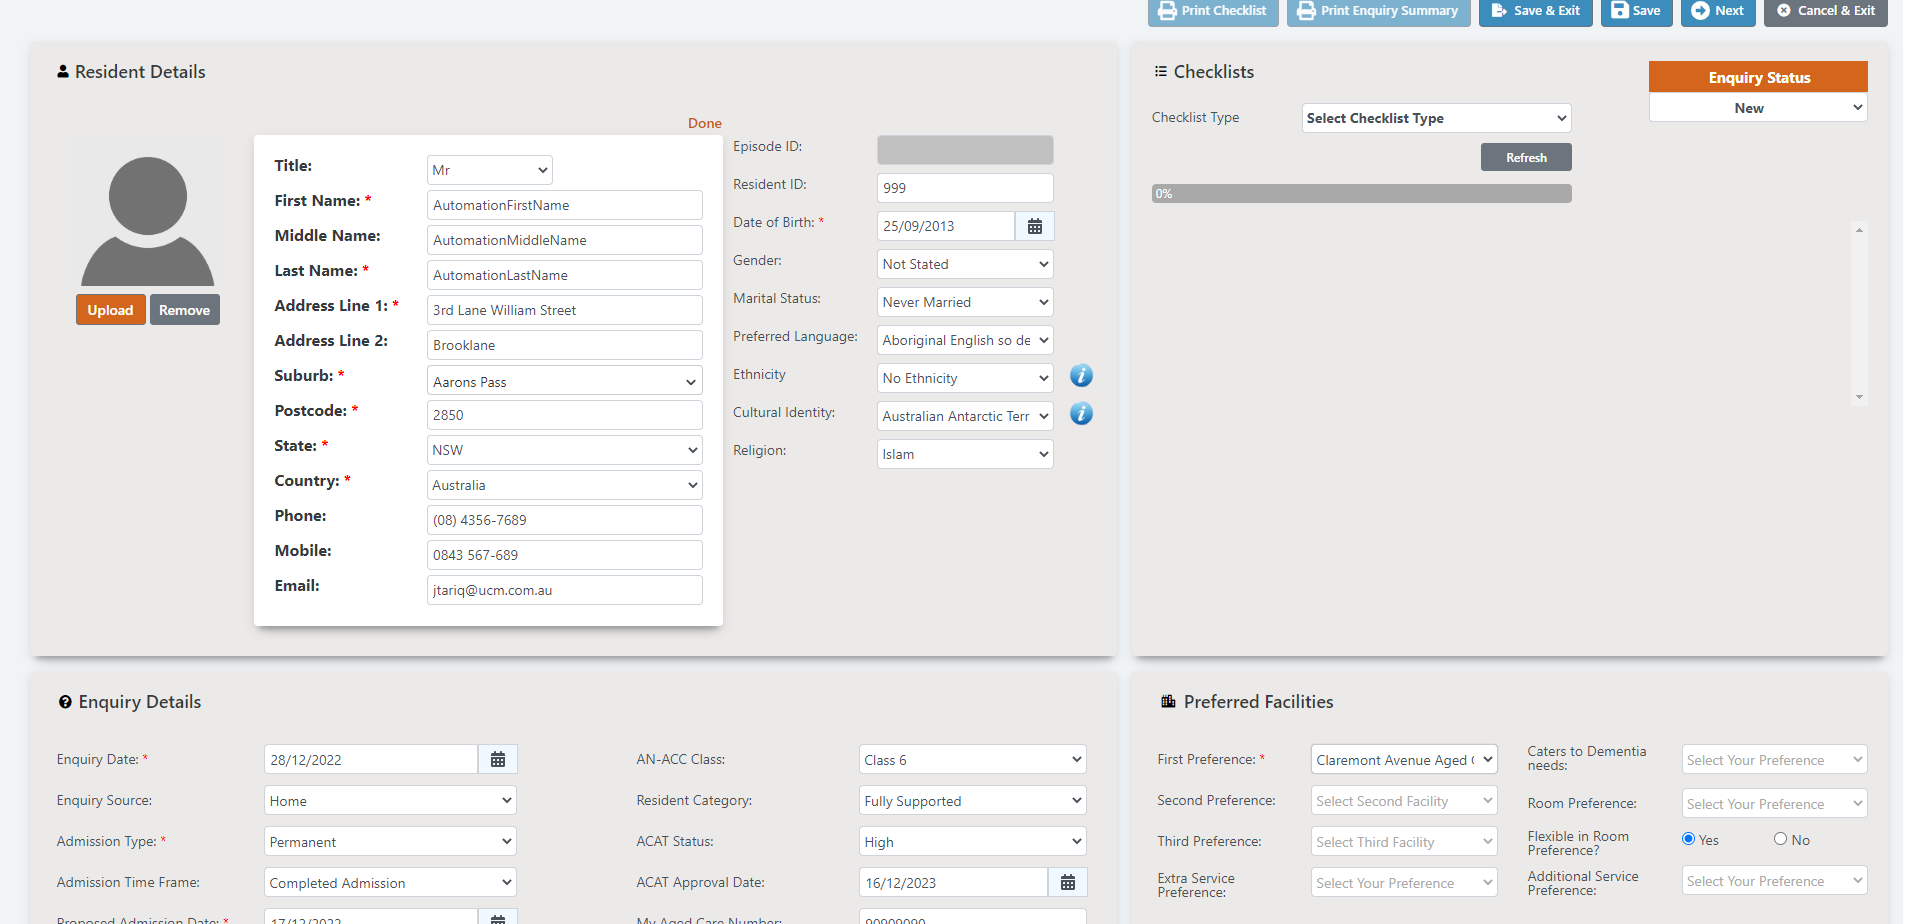 Print Checklist
Print Enquiry Summary
Save & Exit
Save
Next
Cancel & Exit
Resident Details
Done
Title:
Mr
First Name: *
AutomationFirstName
Middle Name:
AutomationMiddleName
Last Name: *
AutomationLastName
Address Line 1: *
3rd Lane William Street
Address Line 2:
Brooklane
Suburb: *
Aarons Pass
Postcode: *
2850
State: *
NSW
Country: *
Australia
Phone:
(08) 4356-7689
Mobile:
0843 567-689
Email:
jtariq@ucm.com.au
Upload
Remove
Episode ID:
Resident ID:
999
Date of Birth: *
25/09/2013
Gender:
Not Stated
Marital Status:
Never Married
Preferred Language:
Aboriginal English so de
Ethnicity
No Ethnicity
Cultural Identity:
Australian Antarctic Terr
Religion:
Islam
Checklists
Enquiry Status
New
Checklist Type
Select Checklist Type
Refresh
0%
Enquiry Details
Enquiry Date: *
28/12/2022
Enquiry Source:
Home
Admission Type: *
Permanent
Admission Time Frame:
Completed Admission
Proposed Admission Date: *
17/12/2022
AN-ACC Class:
Class 6
Resident Category:
Fully Supported
ACAT Status:
High
ACAT Approval Date:
16/12/2023
My Aged Care Number:
90909090
Preferred Facilities
First Preference: *
Claremont Avenue Aged C
Second Preference:
Select Second Facility
Third Preference:
Select Third Facility
Extra Service
Preference:
Select Your Preference
Caters to Dementia
needs:
Select Your Preference
Room Preference:
Select Your Preference
Flexible in Room
Preference?
Yes
No
Additional Service
Preference:
Select Your Preference